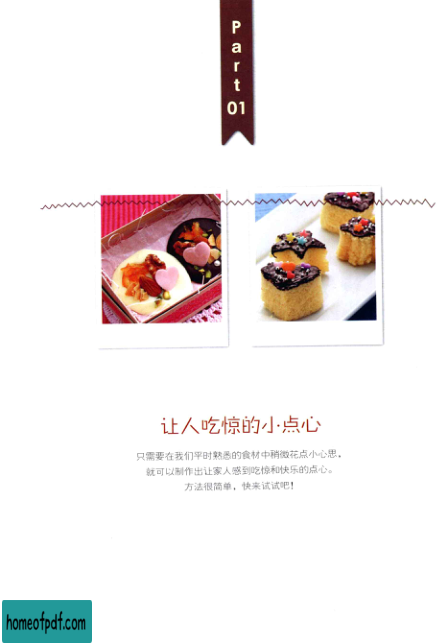 Part
01
让人吃惊的小点心
只需要在我们平时熟悉的食材中稍微花点小心思，
就可以制作出让家人感到吃惊和快乐的点心。
方法很简单，快来试试吧！
homeofpdf.com